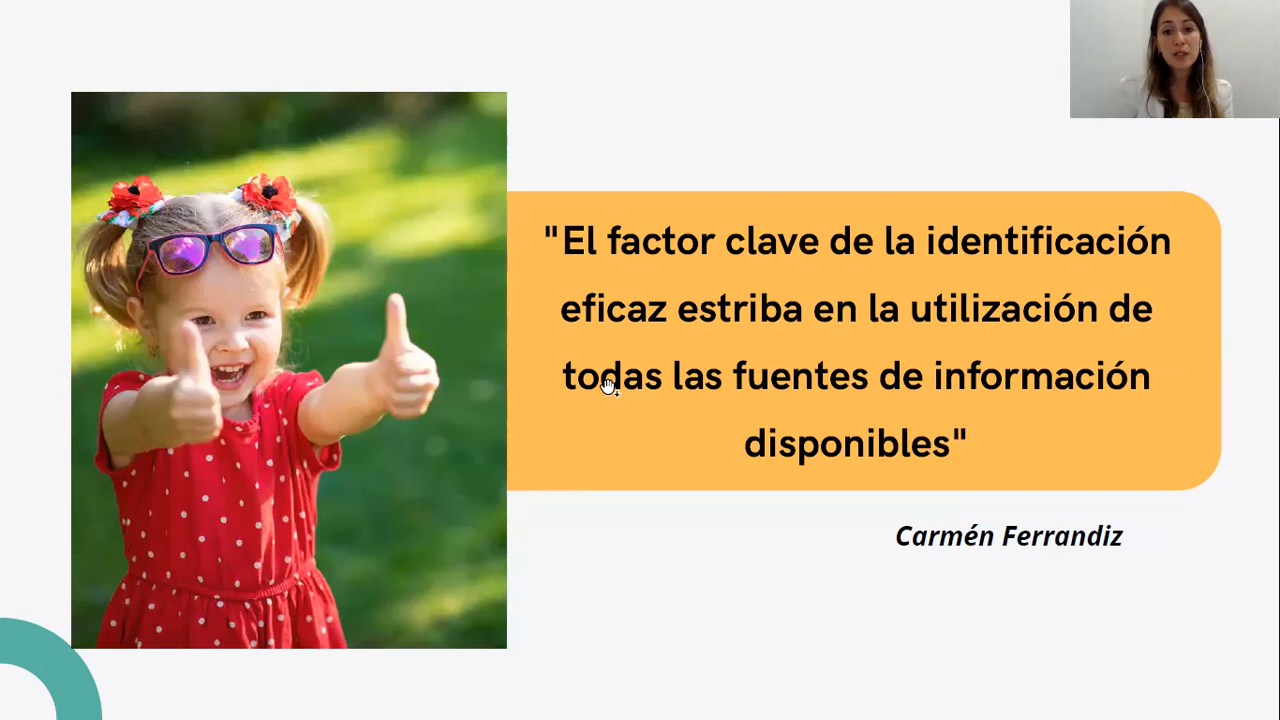 "El factor clave de la identificación
eficaz estriba en la utilización de
todas las fuentes de información
disponibles"
Carmén Ferrandiz